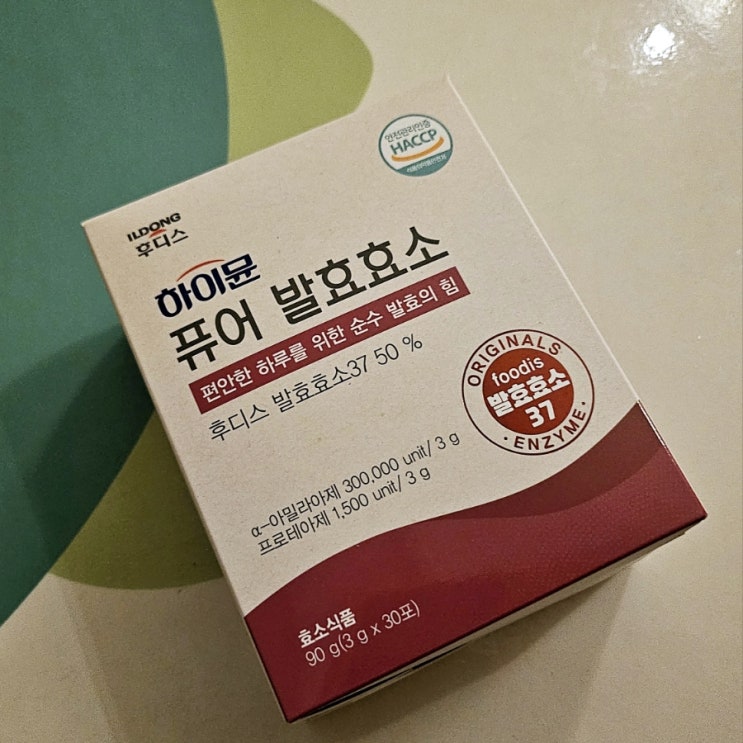 안전관리인증
HACCP
ILDONG
후디스
하이뮨
퓨어 발효효소
편안한 하루를 위한 순수 발효의 힘
후디스 발효효소37 50 %
ORIGINALS
foodis
발효효소
37
·ENZYME·
α-아밀라아제 300,000 unit/ 3 g
프로테아제 1,500 unit/ 3 g
효소식품
90 g(3 g x 30포)